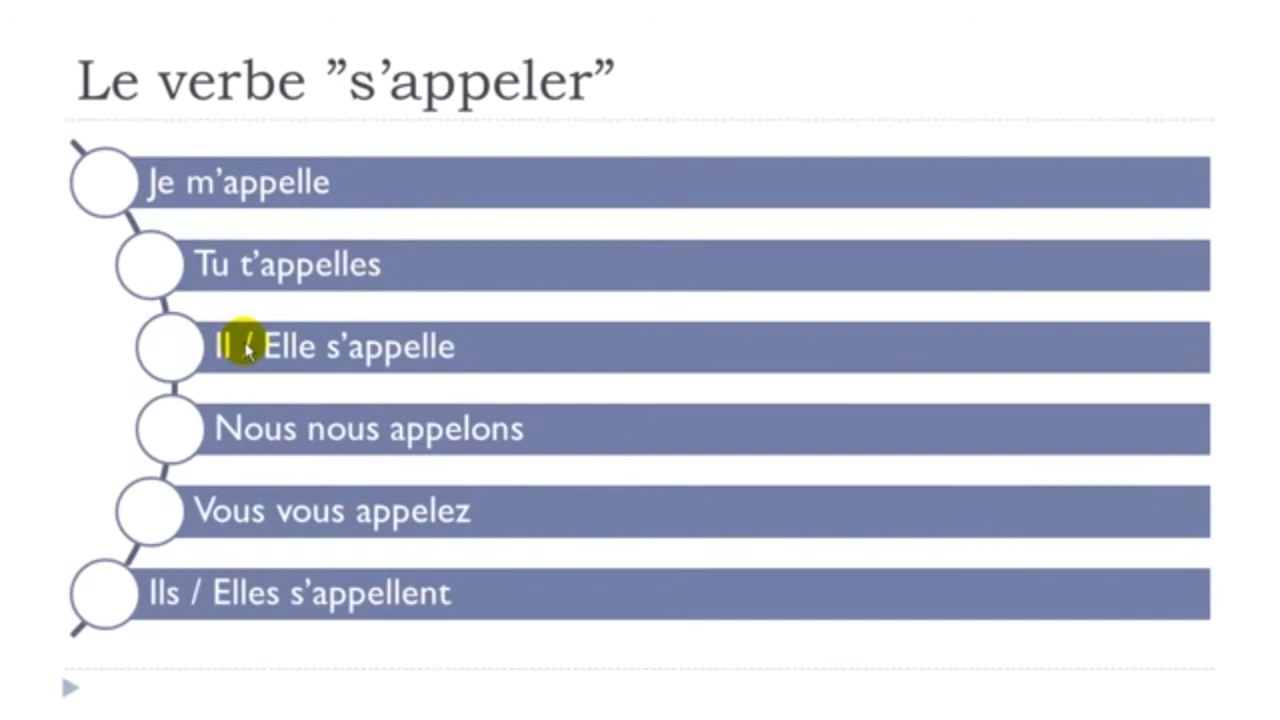 Le verbe ”s’appeler”
Je m’appelle
Tu t’appelles
Il / Elle s’appelle
Nous nous appelons
Vous vous appelez
Ils / Elles s’appellent